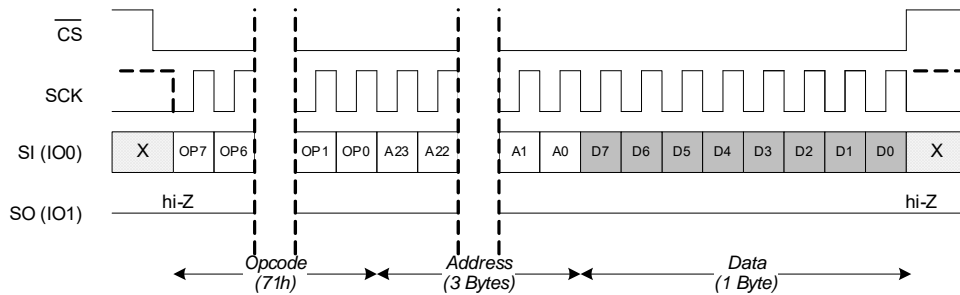 CS
SCK
SI (IO0) X OP7 OP6 OP1 OP0 A23 A22 A1 A0 D7 D6 D5 D4 D3 D2 D1 D0 X
hi-Z hi-Z
SO (IO1)
Opcode Address Data
(71h) (3 Bytes) (1 Byte)